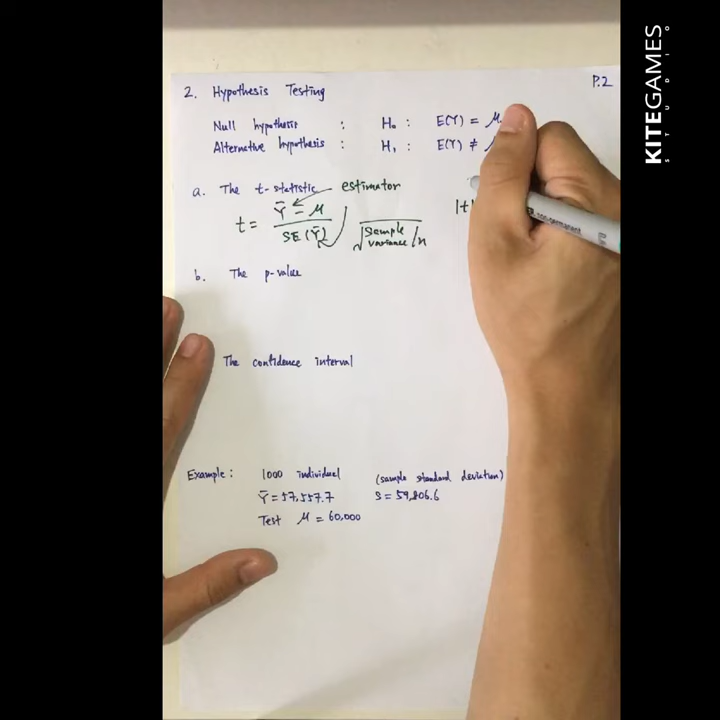 KITEGAMES
STUDIO
P.2
2. Hypothesis Testing
Null hypothesis : H₀ : E(Y) = μ
Alternative hypothesis : H₁ : E(Y) ≠
a. The t-statistic estimator
t = Ȳ - μ / SE(Ȳ) √sample variance/n |t|
b. The p-value
The confidence interval
Example: 1000 individual (sample standard deviation)
Ȳ = 57,557.7 S = 59,806.6
Test μ = 60,000
non-permanent